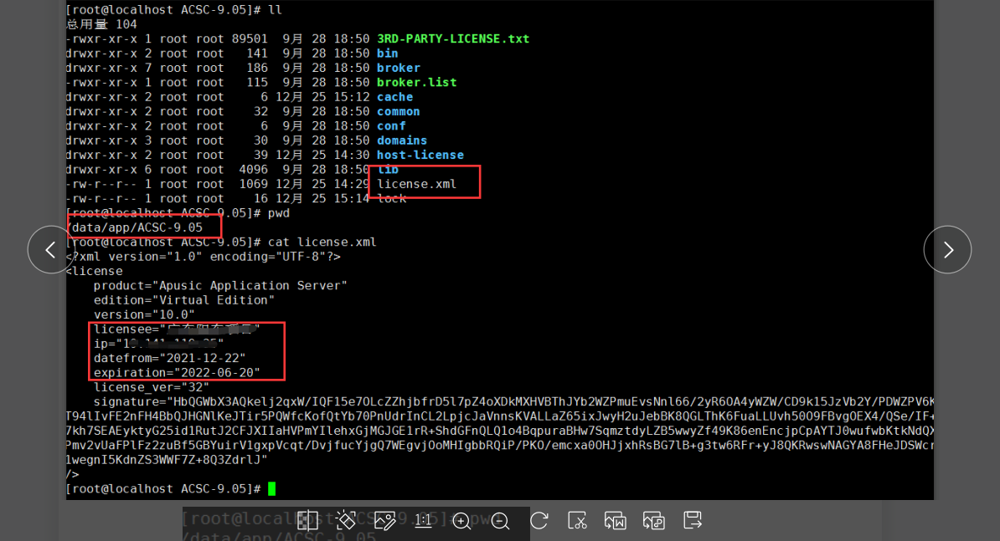 [root@localhost ACSC-9.05]# ll
总用量 104
-rwxr-xr-x 1 root root 89501  9月 28 18:50 3RD-PARTY-LICENSE.txt
drwxr-xr-x 2 root root   141  9月 28 18:50 bin
drwxr-xr-x 7 root root   186  9月 28 18:50 broker
-rwxr-xr-x 1 root root   115  9月 28 18:50 broker.list
drwxr-xr-x 2 root root     6 12月 25 15:12 cache
drwxr-xr-x 2 root root    32  9月 28 18:50 common
drwxr-xr-x 2 root root     6  9月 28 18:50 conf
drwxr-xr-x 3 root root    30  9月 28 18:50 domains
drwxr-xr-x 2 root root    39 12月 25 14:30 host-license
drwxr-xr-x 6 root root  4096  9月 28 18:50 lib
-rw-r--r-- 1 root root  1069 12月 25 14:29 license.xml
-rw-r--r-- 1 root root    16 12月 25 15:14 lock
[root@localhost ACSC-9.05]# pwd
/data/app/ACSC-9.05
[root@localhost ACSC-9.05]# cat license.xml
<?xml version="1.0" encoding="UTF-8"?>
<license
    product="Apusic Application Server"
    edition="Virtual Edition"
    version="10.0"
    licensee="
    ip="
    datefrom="2021-12-22"
    expiration="2022-06-20"
    license_ver="32"
    signature="HbQGWbX3AQkelj2qxW/IQF15e7OLcZZhjbfrD5l7pZ4oXDkMXHVBThJYb2WZPmuEvsNnl66/2yR6OA4yWZW/CD9k15JzVb2Y/PDWZPV6K
T94lIvFE2nFH4BbQJHGNlKeJTir5PQWfcKofQtYb70PnUdrInCL2LpjcJaVnnsKVALLaZ65ixJwyH2uJebBK8QGLThK6FuaLLUvh50O9FBvgOEX4/QSe/IF+
7kh7SEAEyktyG25id1RutJ2CFJXIIaHVPmYIlehxGjMGJGE1rR+ShdGFnQLQ1o4BqpuraBHw7SqmztdyLZB5wwyZf49K86enEncjpCpAYTJ0wufwbKtkNdQX
Pmv2vUaFPlFz2zuBf5GBYuirV1gxpVcqt/DvjfucYjgQ7WEgvjOoMHIgbbRQiP/PKO/emcxa0OHJjxhRsBG7lB+g3tw6RFr+yJ8QKRwswNAGYA8FHeJDSWcr
1wegnI5KdnZS3WWF7Z+8Q3ZdrlJ"
/>
[root@localhost ACSC-9.05]#
1:1